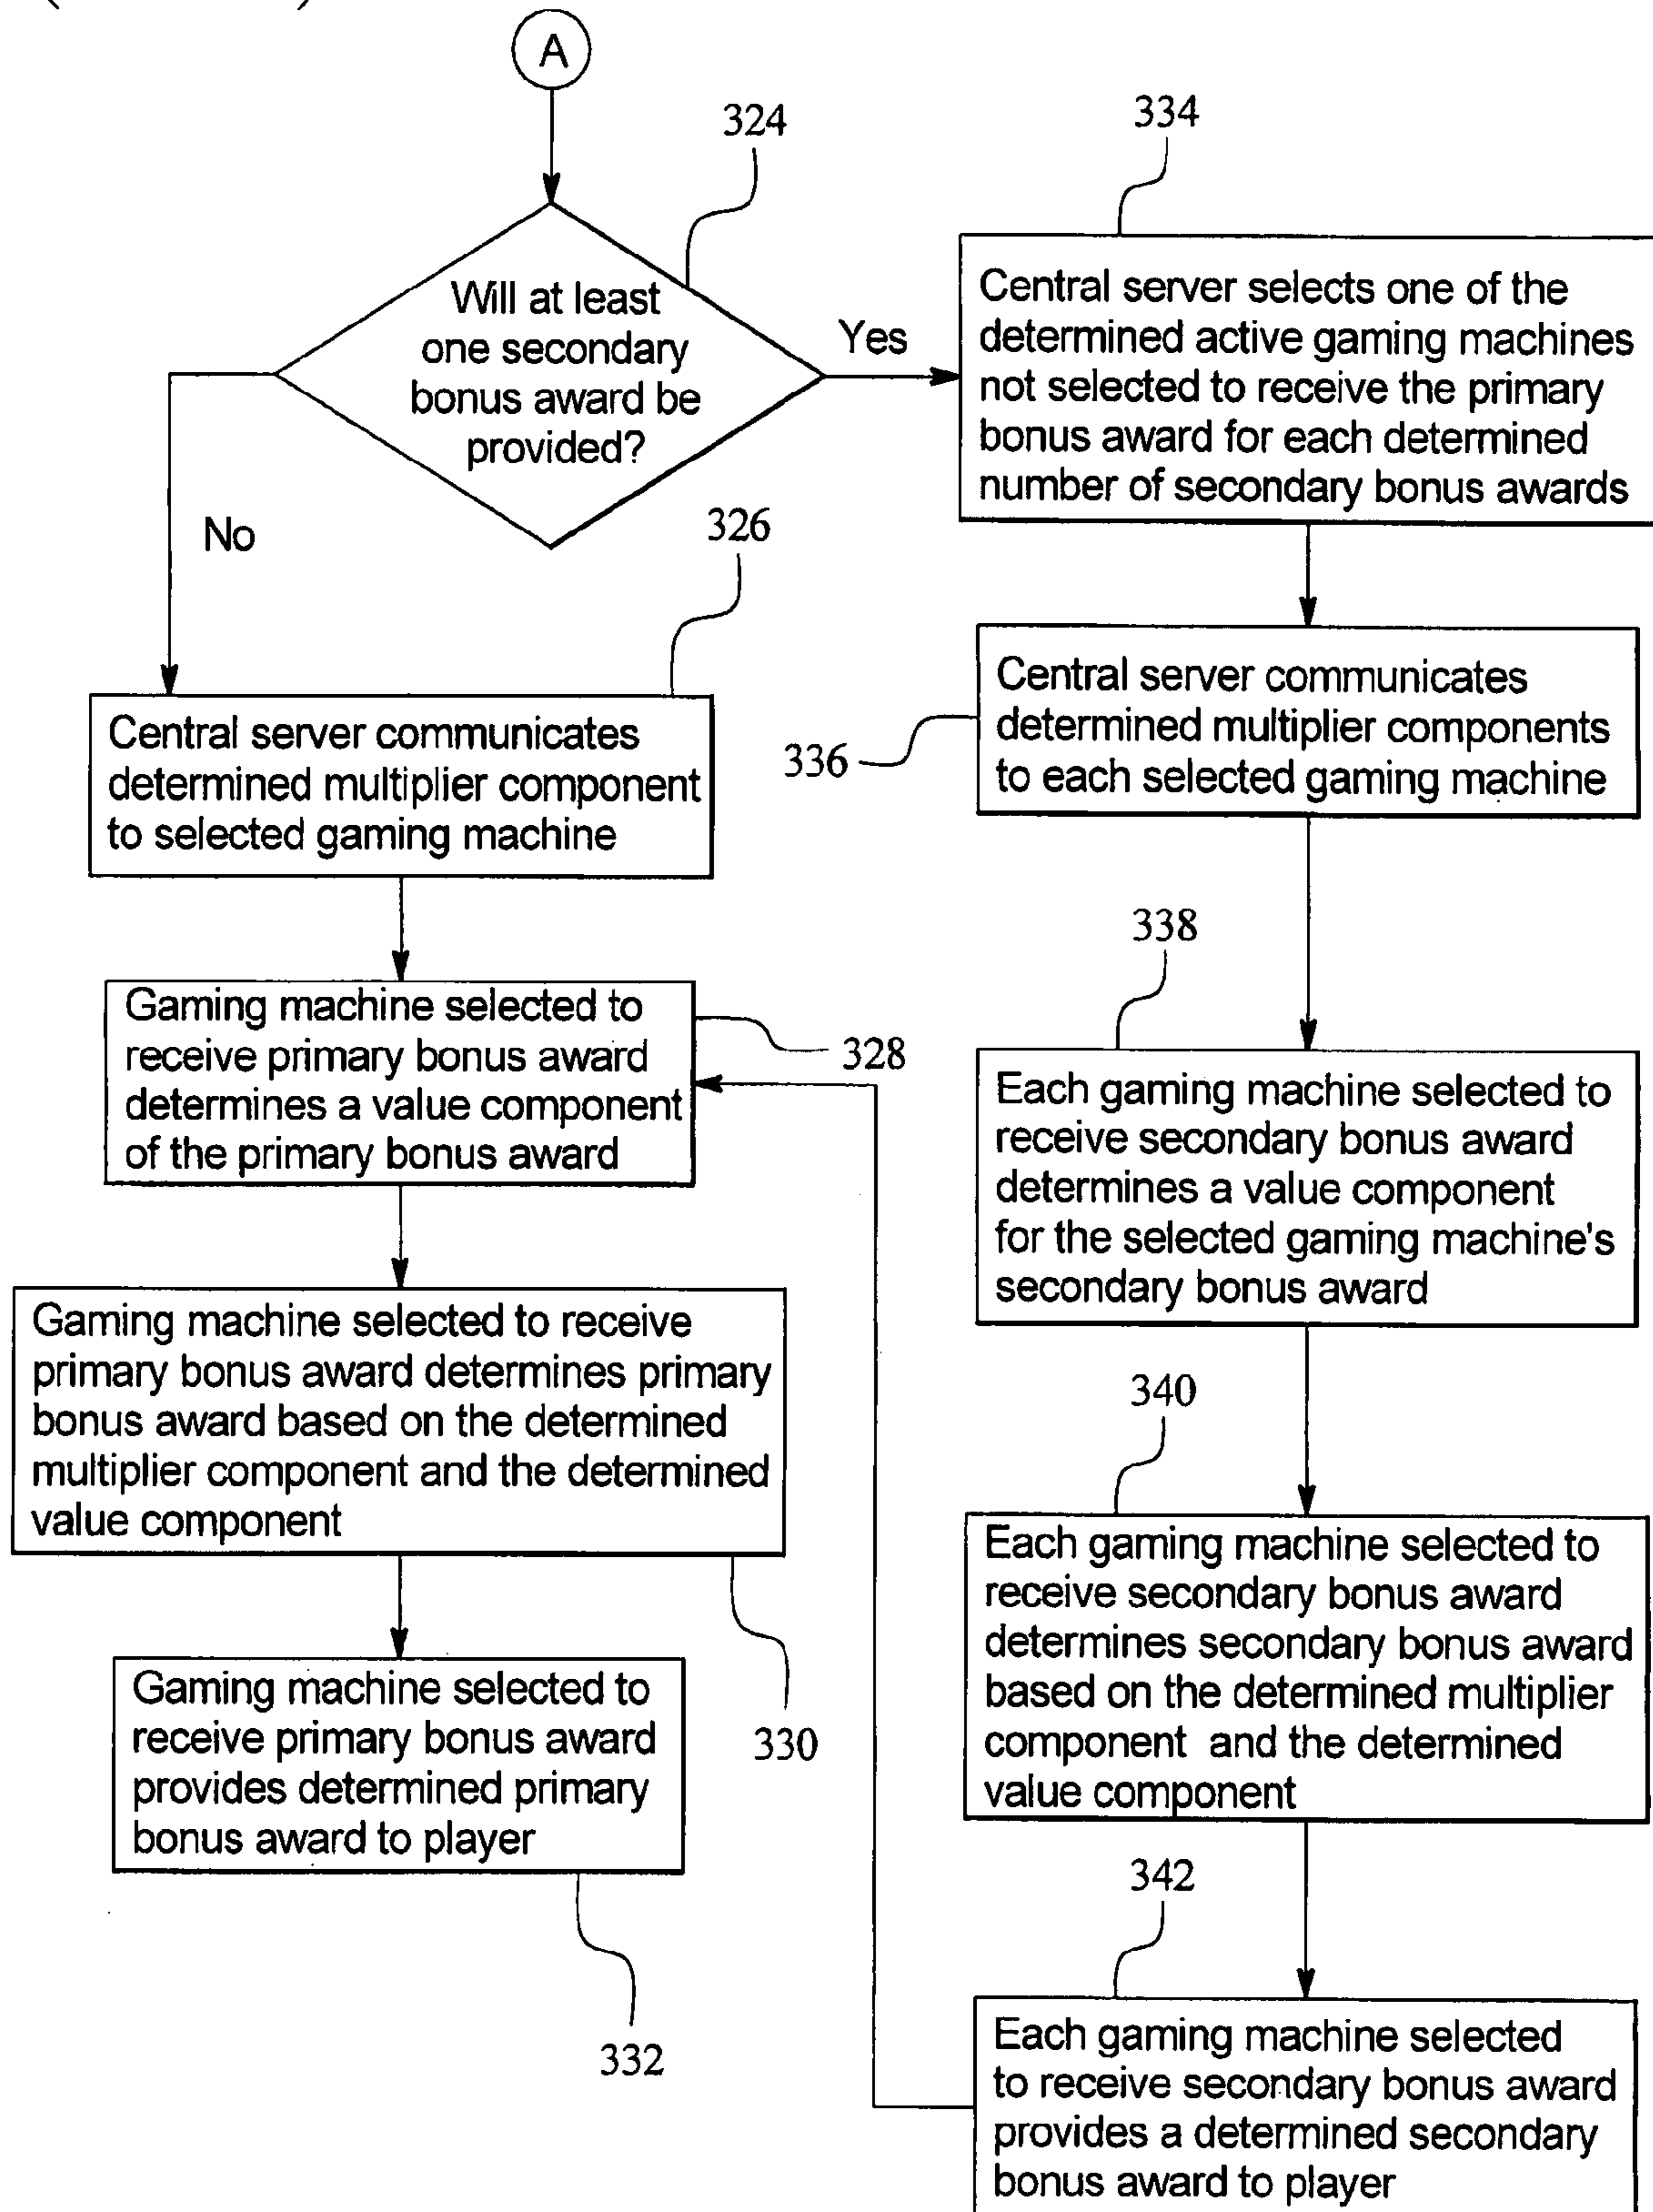 A
324
334
Will at least
one secondary
bonus award be
provided?
Yes
No
Central server selects one of the
determined active gaming machines
not selected to receive the primary
bonus award for each determined
number of secondary bonus awards
326
Central server communicates
determined multiplier component
to selected gaming machine
336
Central server communicates
determined multiplier components
to each selected gaming machine
328
Gaming machine selected to
receive primary bonus award
determines a value component
of the primary bonus award
338
Each gaming machine selected to
receive secondary bonus award
determines a value component
for the selected gaming machine's
secondary bonus award
Gaming machine selected to receive
primary bonus award determines primary
bonus award based on the determined
multiplier component and the determined
value component
330
340
Each gaming machine selected to
receive secondary bonus award
determines secondary bonus award
based on the determined multiplier
component and the determined
value component
Gaming machine selected to
receive primary bonus award
provides determined primary
bonus award to player
332
342
Each gaming machine selected
to receive secondary bonus award
provides a determined secondary
bonus award to player